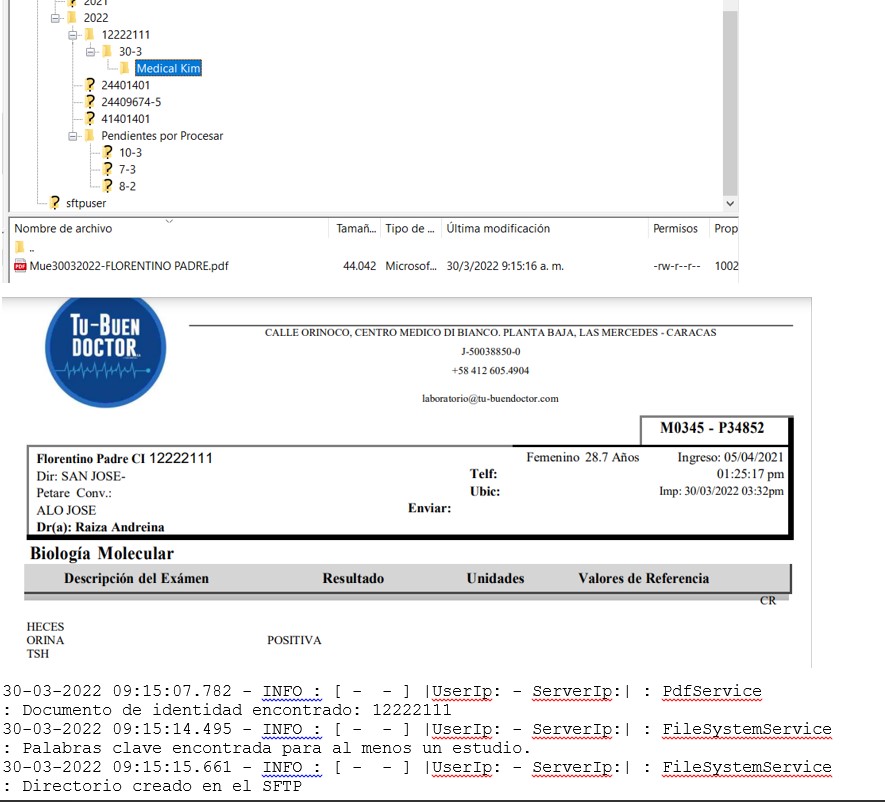 2021
2022
12222111
30-3
Medical Kim
24401401
24409674-5
41401401
Pendientes por Procesar
10-3
7-3
8-2
sftpuser
Nombre de archivo Tamañ... Tipo de ... Última modificación Permisos Prop
..
Mue30032022-FLORENTINO PADRE.pdf 44.042 Microsof... 30/3/2022 9:15:16 a. m. -rw-r--r-- 1002
TU-BUEN
DOCTOR
CALLE ORINOCO, CENTRO MEDICO DI BIANCO. PLANTA BAJA, LAS MERCEDES - CARACAS
J-50038850-0
+58 412 605.4904
laboratorio@tu-buendoctor.com
M0345 - P34852
Florentino Padre CI 12222111 Femenino 28.7 Años Ingreso: 05/04/2021
Dir: SAN JOSE- Telf: 01:25:17 pm
Petare Conv.: Ubic: Imp: 30/03/2022 03:32pm
ALO JOSE Enviar:
Dr(a): Raiza Andreina
Biología Molecular
Descripción del Exámen Resultado Unidades Valores de Referencia
CR
HECES
ORINA POSITIVA
TSH
30-03-2022 09:15:07.782 - INFO : [ - - ] |UserIp: - ServerIp:| : PdfService
: Documento de identidad encontrado: 12222111
30-03-2022 09:15:14.495 - INFO : [ - - ] |UserIp: - ServerIp:| : FileSystemService
: Palabras clave encontrada para al menos un estudio.
30-03-2022 09:15:15.661 - INFO : [ - - ] |UserIp: - ServerIp:| : FileSystemService
: Directorio creado en el SFTP